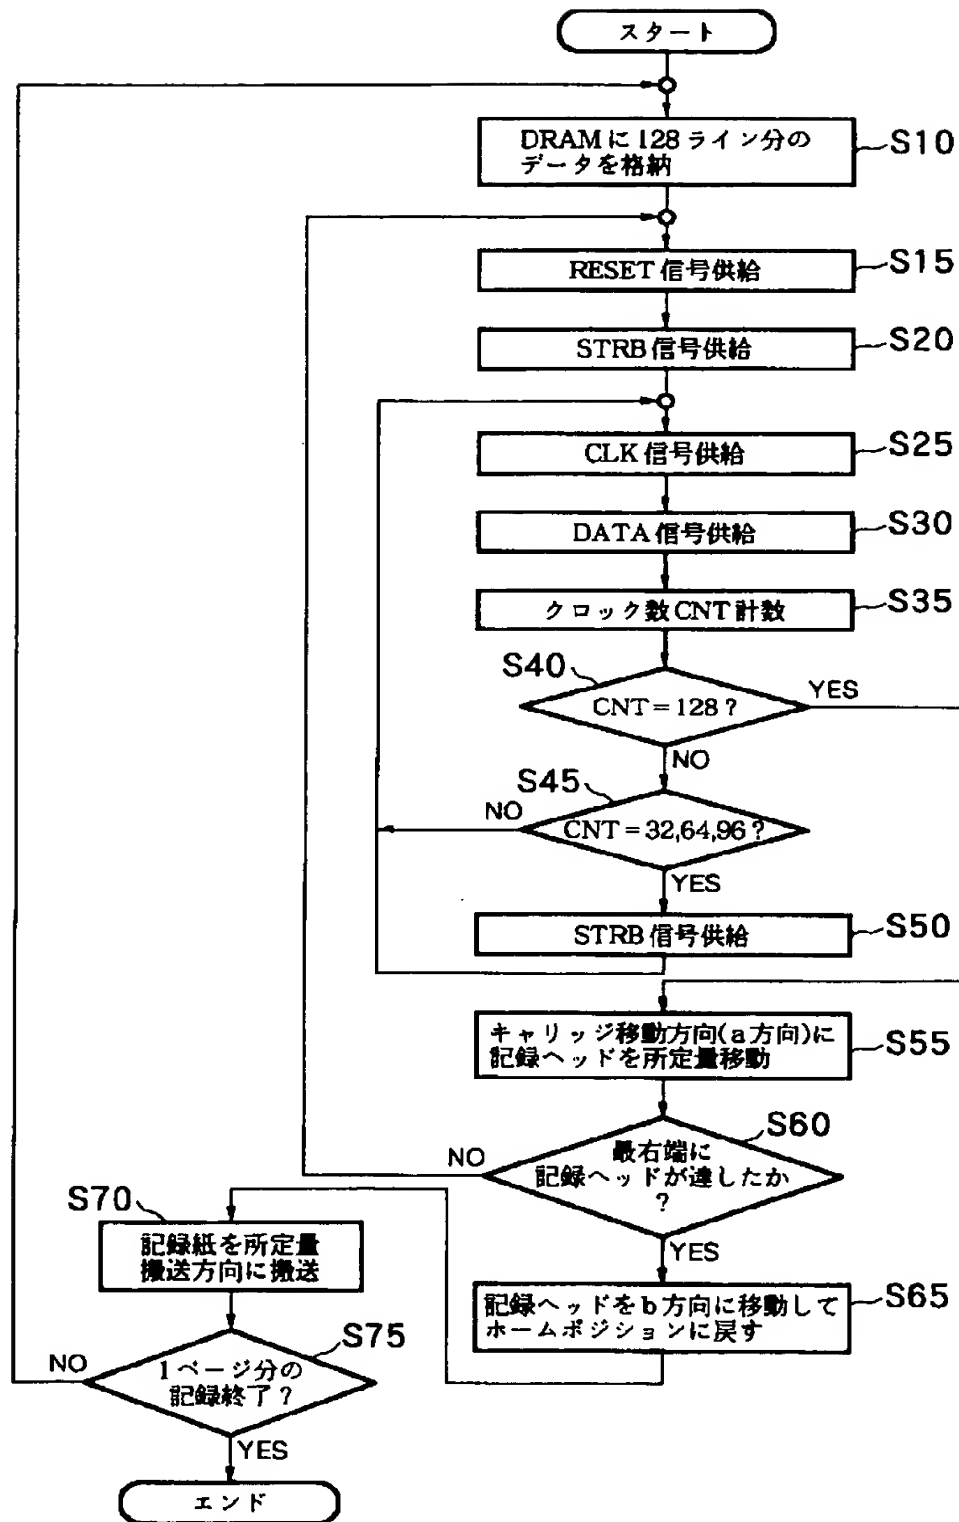 スタート
DRAMに128ライン分の
データを格納
S10
RESET信号供給
S15
STRB信号供給
S20
CLK信号供給
S25
DATA信号供給
S30
クロック数CNT計数
S35
S40
CNT=128?
YES
NO
S45
NO
CNT=32,64,96?
YES
STRB信号供給
S50
キャリッジ移動方向(a方向)に
記録ヘッドを所定量移動
S55
S60
NO
最右端に
記録ヘッドが達したか
?
YES
記録ヘッドをb方向に移動して
ホームポジションに戻す
S65
S70
記録紙を所定量
搬送方向に搬送
S75
NO
1ページ分の
記録終了?
YES
エンド